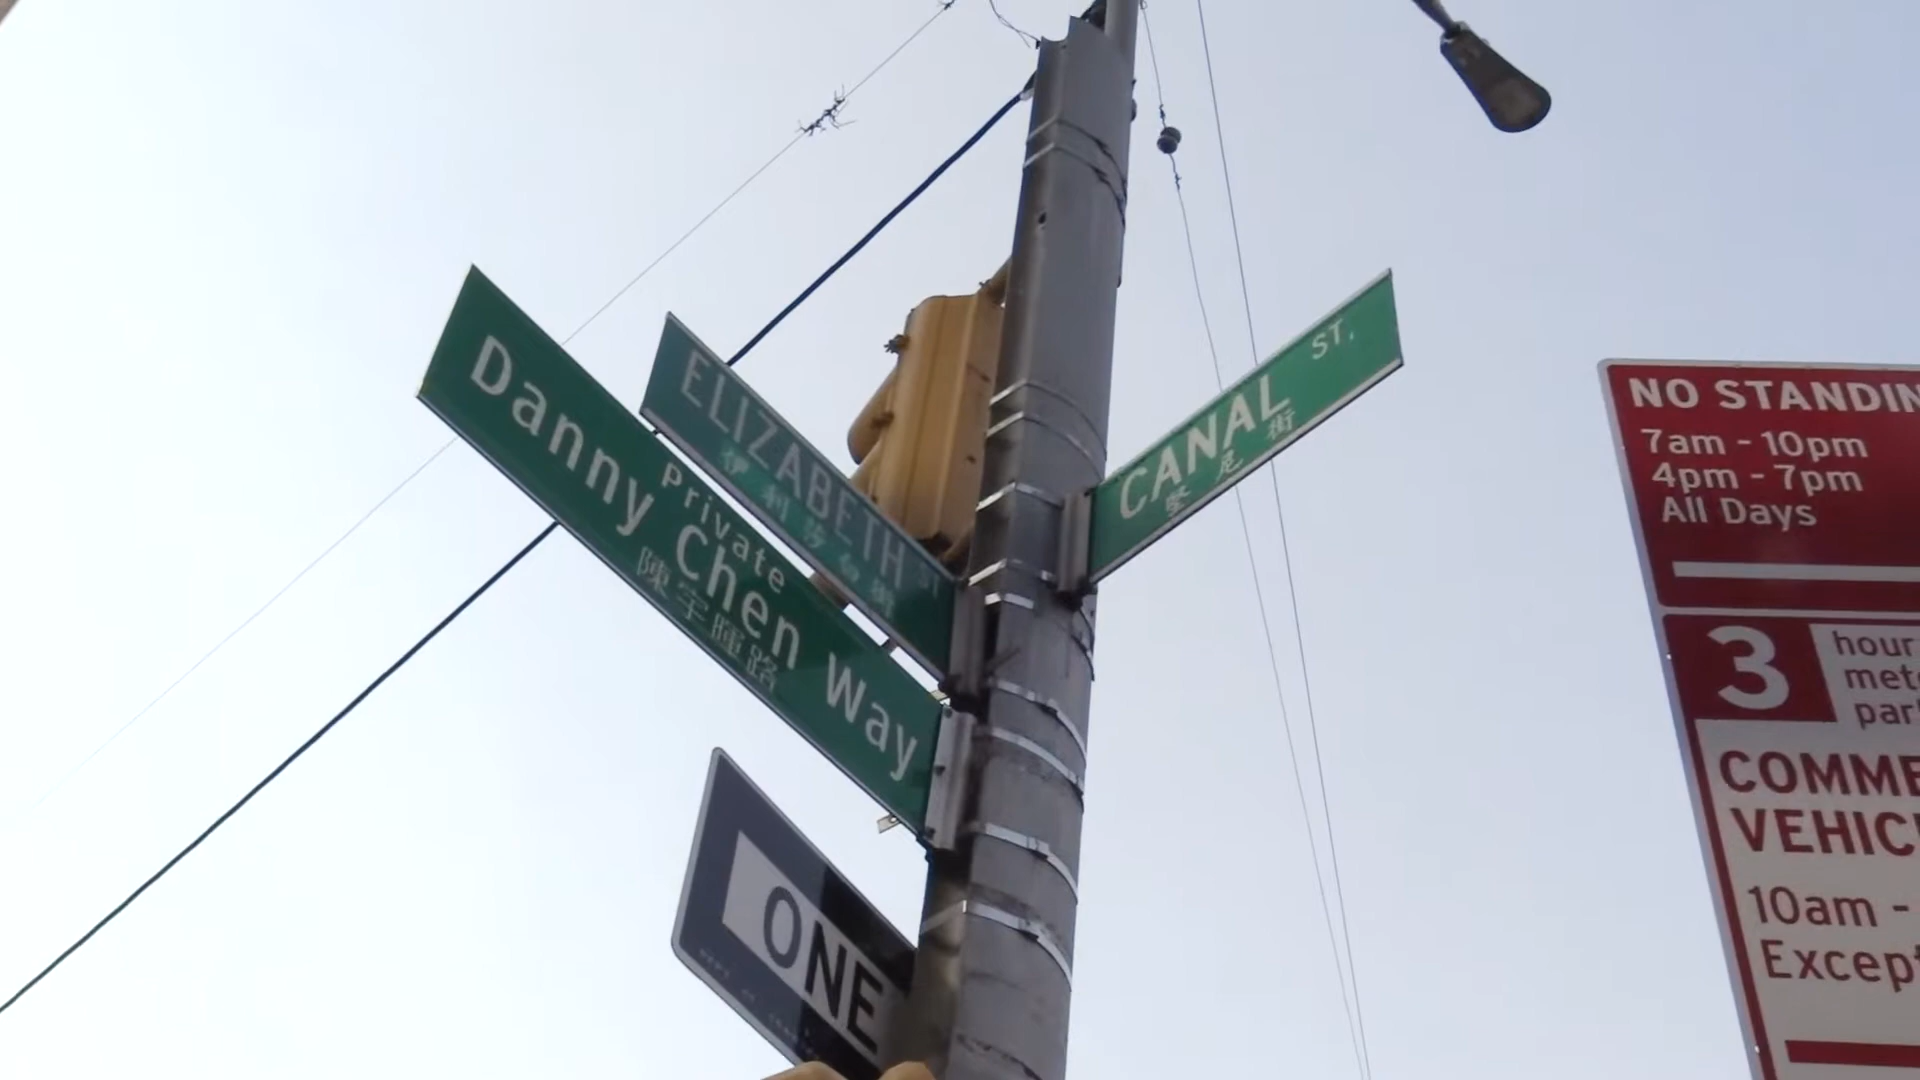 ELIZABETH ST
伊利莎白街
Private
Danny Chen Way
陳宇暉路
CANAL ST.
堅尼街
ONE
NO STANDIN
7am - 10pm
4pm - 7pm
All Days
3 hour
mete
par
COMME
VEHIC
10am -
Except